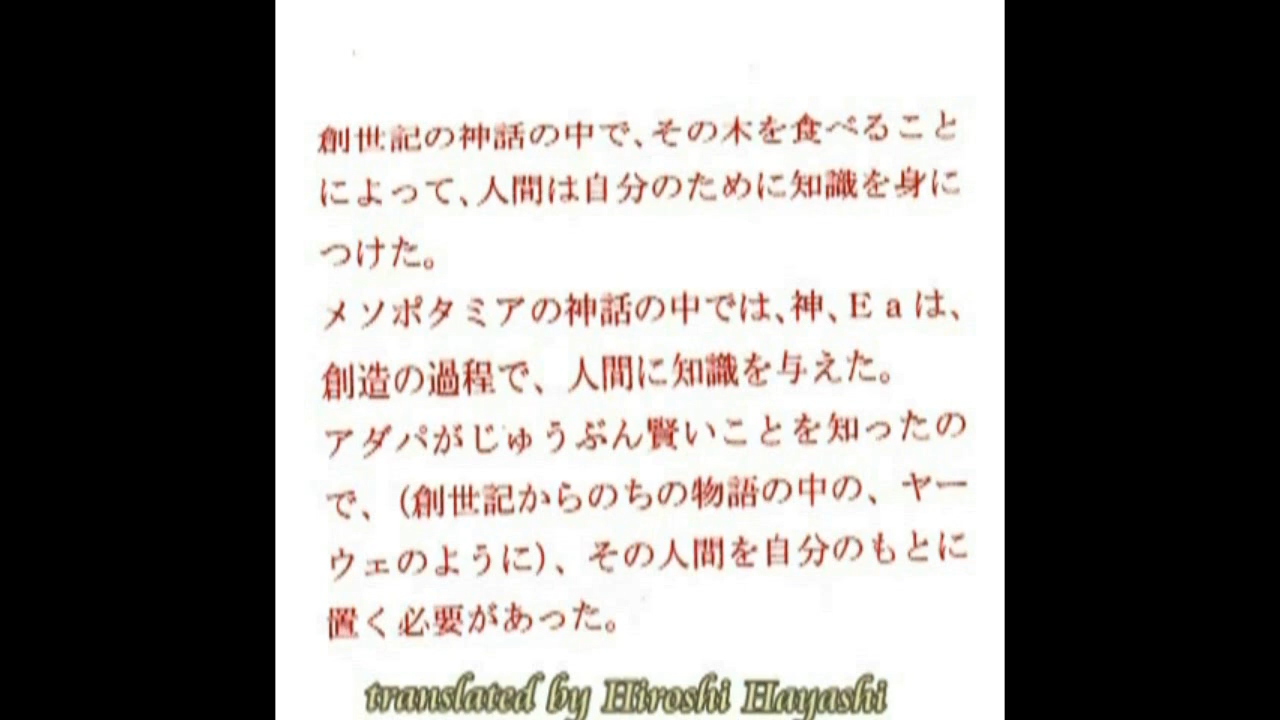 創世記の神話の中で、その木を食べること
によって、人間は自分のために知識を身に
つけた。
メソポタミアの神話の中では、神、Ｅａは、
創造の過程で、人間に知識を与えた。
アダパがじゅうぶん賢いことを知ったの
で、（創世記からのちの物語の中の、ヤー
ウェのように）、その人間を自分のもとに
置く必要があった。
translated by Hiroshi Hayashi